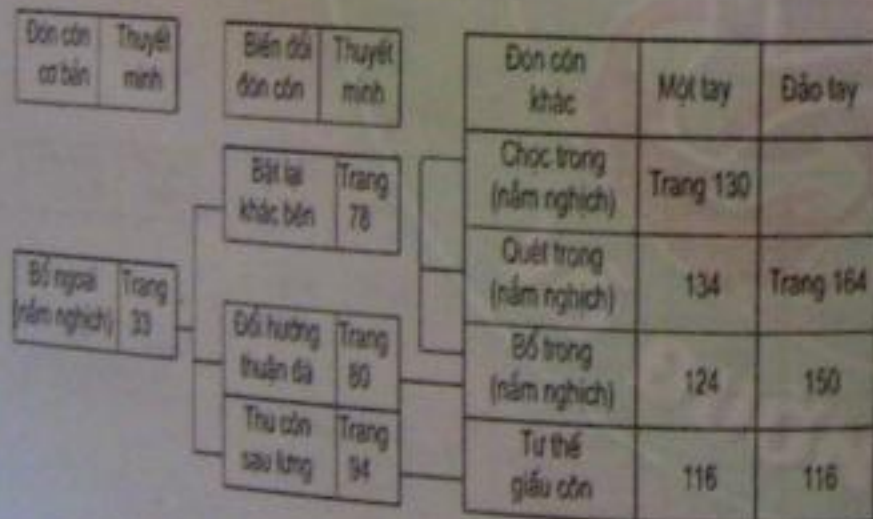 Đòn côn
cơ bản
Thuyết
minh
Biến đổi
đòn côn
Thuyết
minh
Đòn côn
khác
Một tay
Đảo tay
Bật lại
khác bên
Trang
78
Chọc trong
(nắm nghịch)
Trang 130
Quét trong
(nắm nghịch)
134
Trang 164
Bổ ngoài
(nắm nghịch)
Trang
33
Đổi hướng
thuận đà
Trang
80
Bổ trong
(nắm nghịch)
124
150
Thu côn
sau lưng
Trang
94
Tư thế
giấu côn
116
116